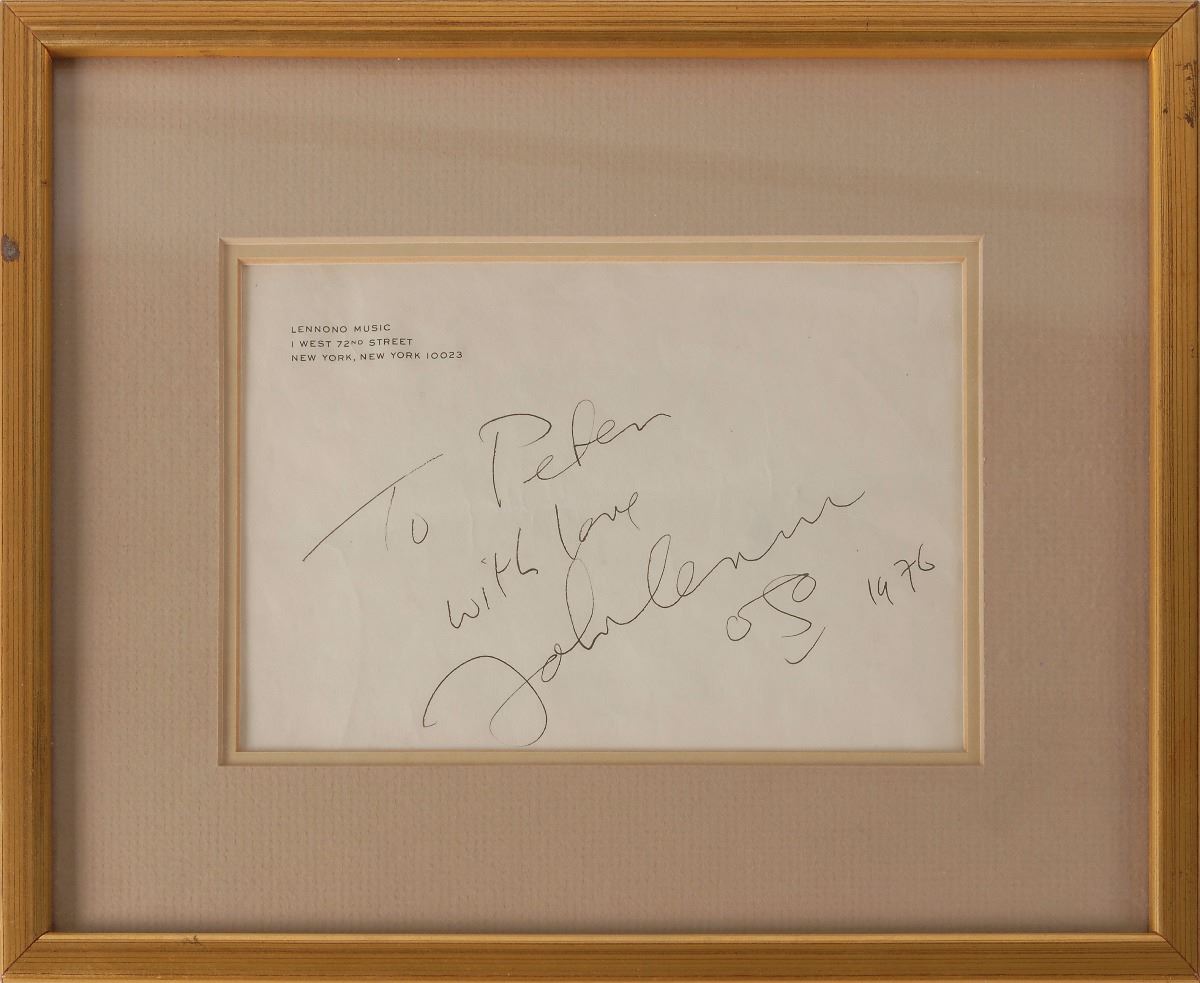 LENNONO MUSIC
1 WEST 72ND STREET
NEW YORK, NEW YORK 10023
To Peter
with love
John Lennon
1976